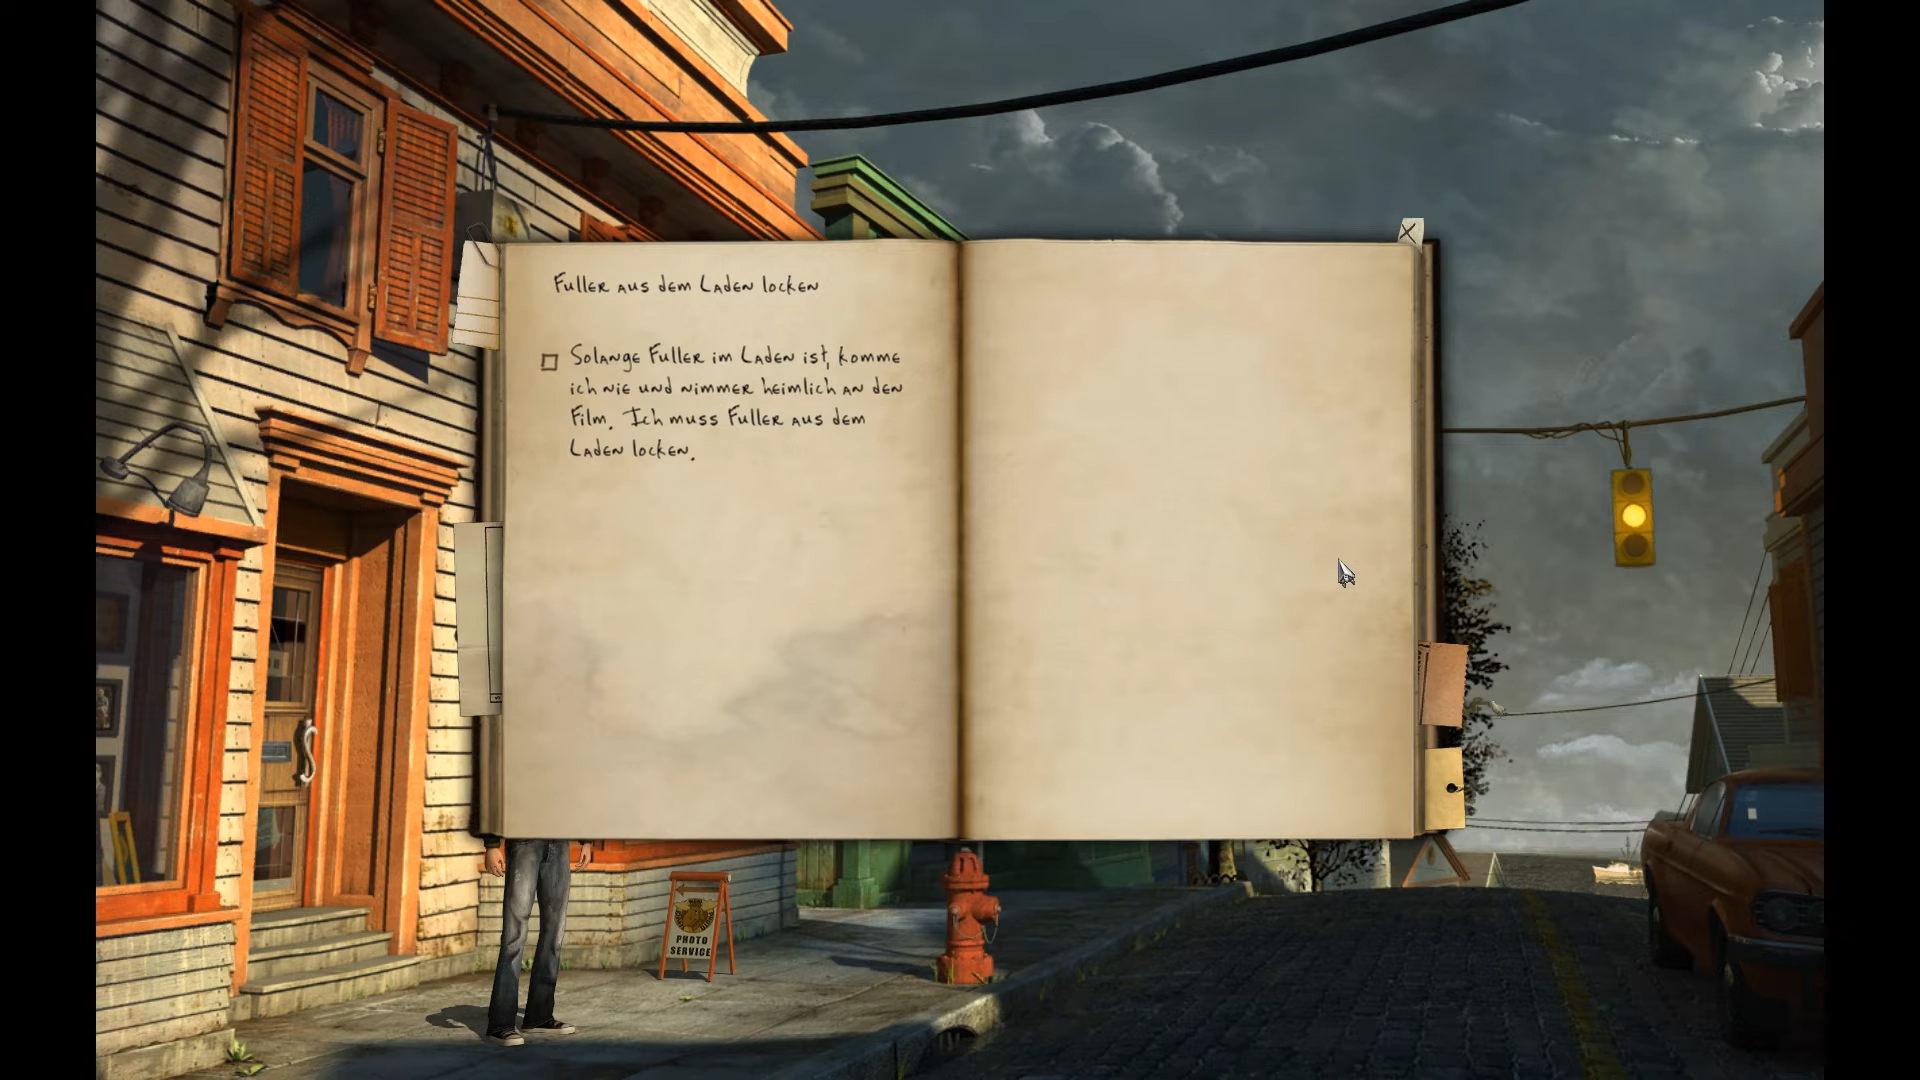 Fuller aus dem Laden locken
Solange Fuller im Laden ist, komme
ich nie und nimmer heimlich an den
Film. Ich muss Fuller aus dem
Laden locken.
PHOTO
SERVICE